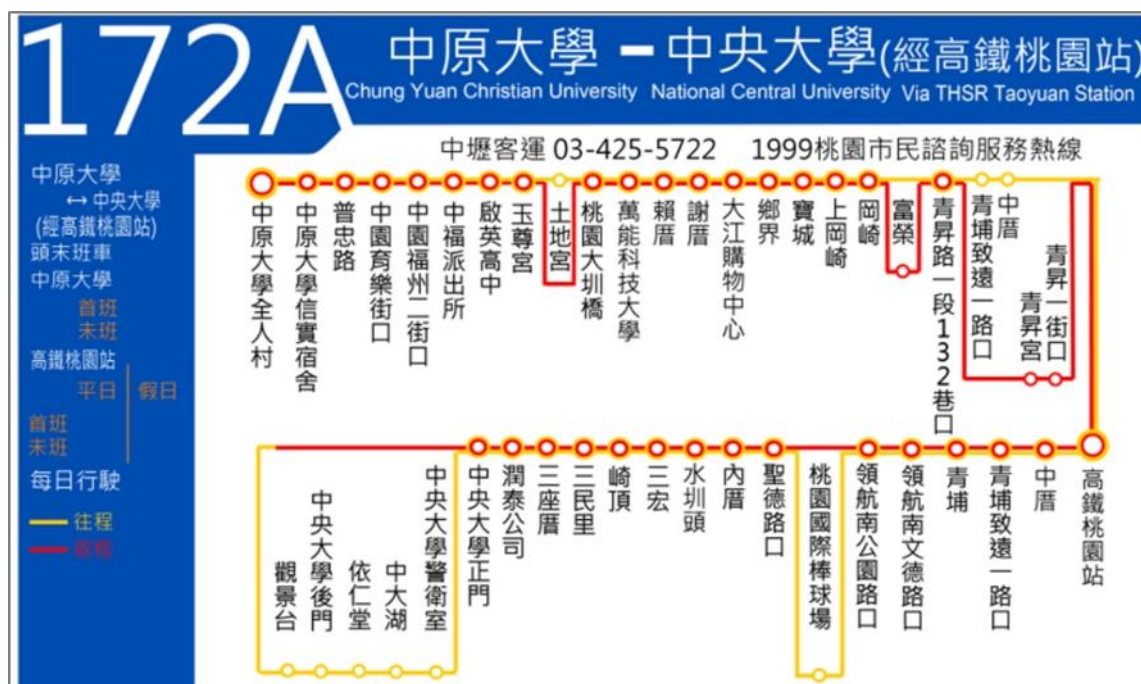 172A
中原大學－中央大學(經高鐵桃園站)
Chung Yuan Christian University National Central University Via THSR Taoyuan Station
中壢客運 03-425-5722 1999桃園市民諮詢服務熱線
中原大學
↔ 中央大學
(經高鐵桃園站)
頭末班車
中原大學
首班
末班
高鐵桃園站
平日 假日
首班
末班
每日行駛
往程
返程
中原大學全人村
中原大學信實宿舍
普忠路
中園育樂街口
中園福州二街口
中福派出所
啟英高中
玉尊宮
土地宮
桃園大圳橋
萬能科技大學
賴厝
謝厝
大江購物中心
鄉界
寶城
上岡崎
岡崎
富榮
青昇路一段132巷口
青埔致遠一路口
中厝
青昇宮
青昇一街口
高鐵桃園站
中厝
青埔致遠一路口
青埔
領航南文德路口
領航南公園路口
桃園國際棒球場
聖德路口
內厝
水圳頭
三宏
崎頂
三民里
三座厝
潤泰公司
中央大學正門
中央大學警衛室
中大湖
依仁堂
中央大學後門
觀景台